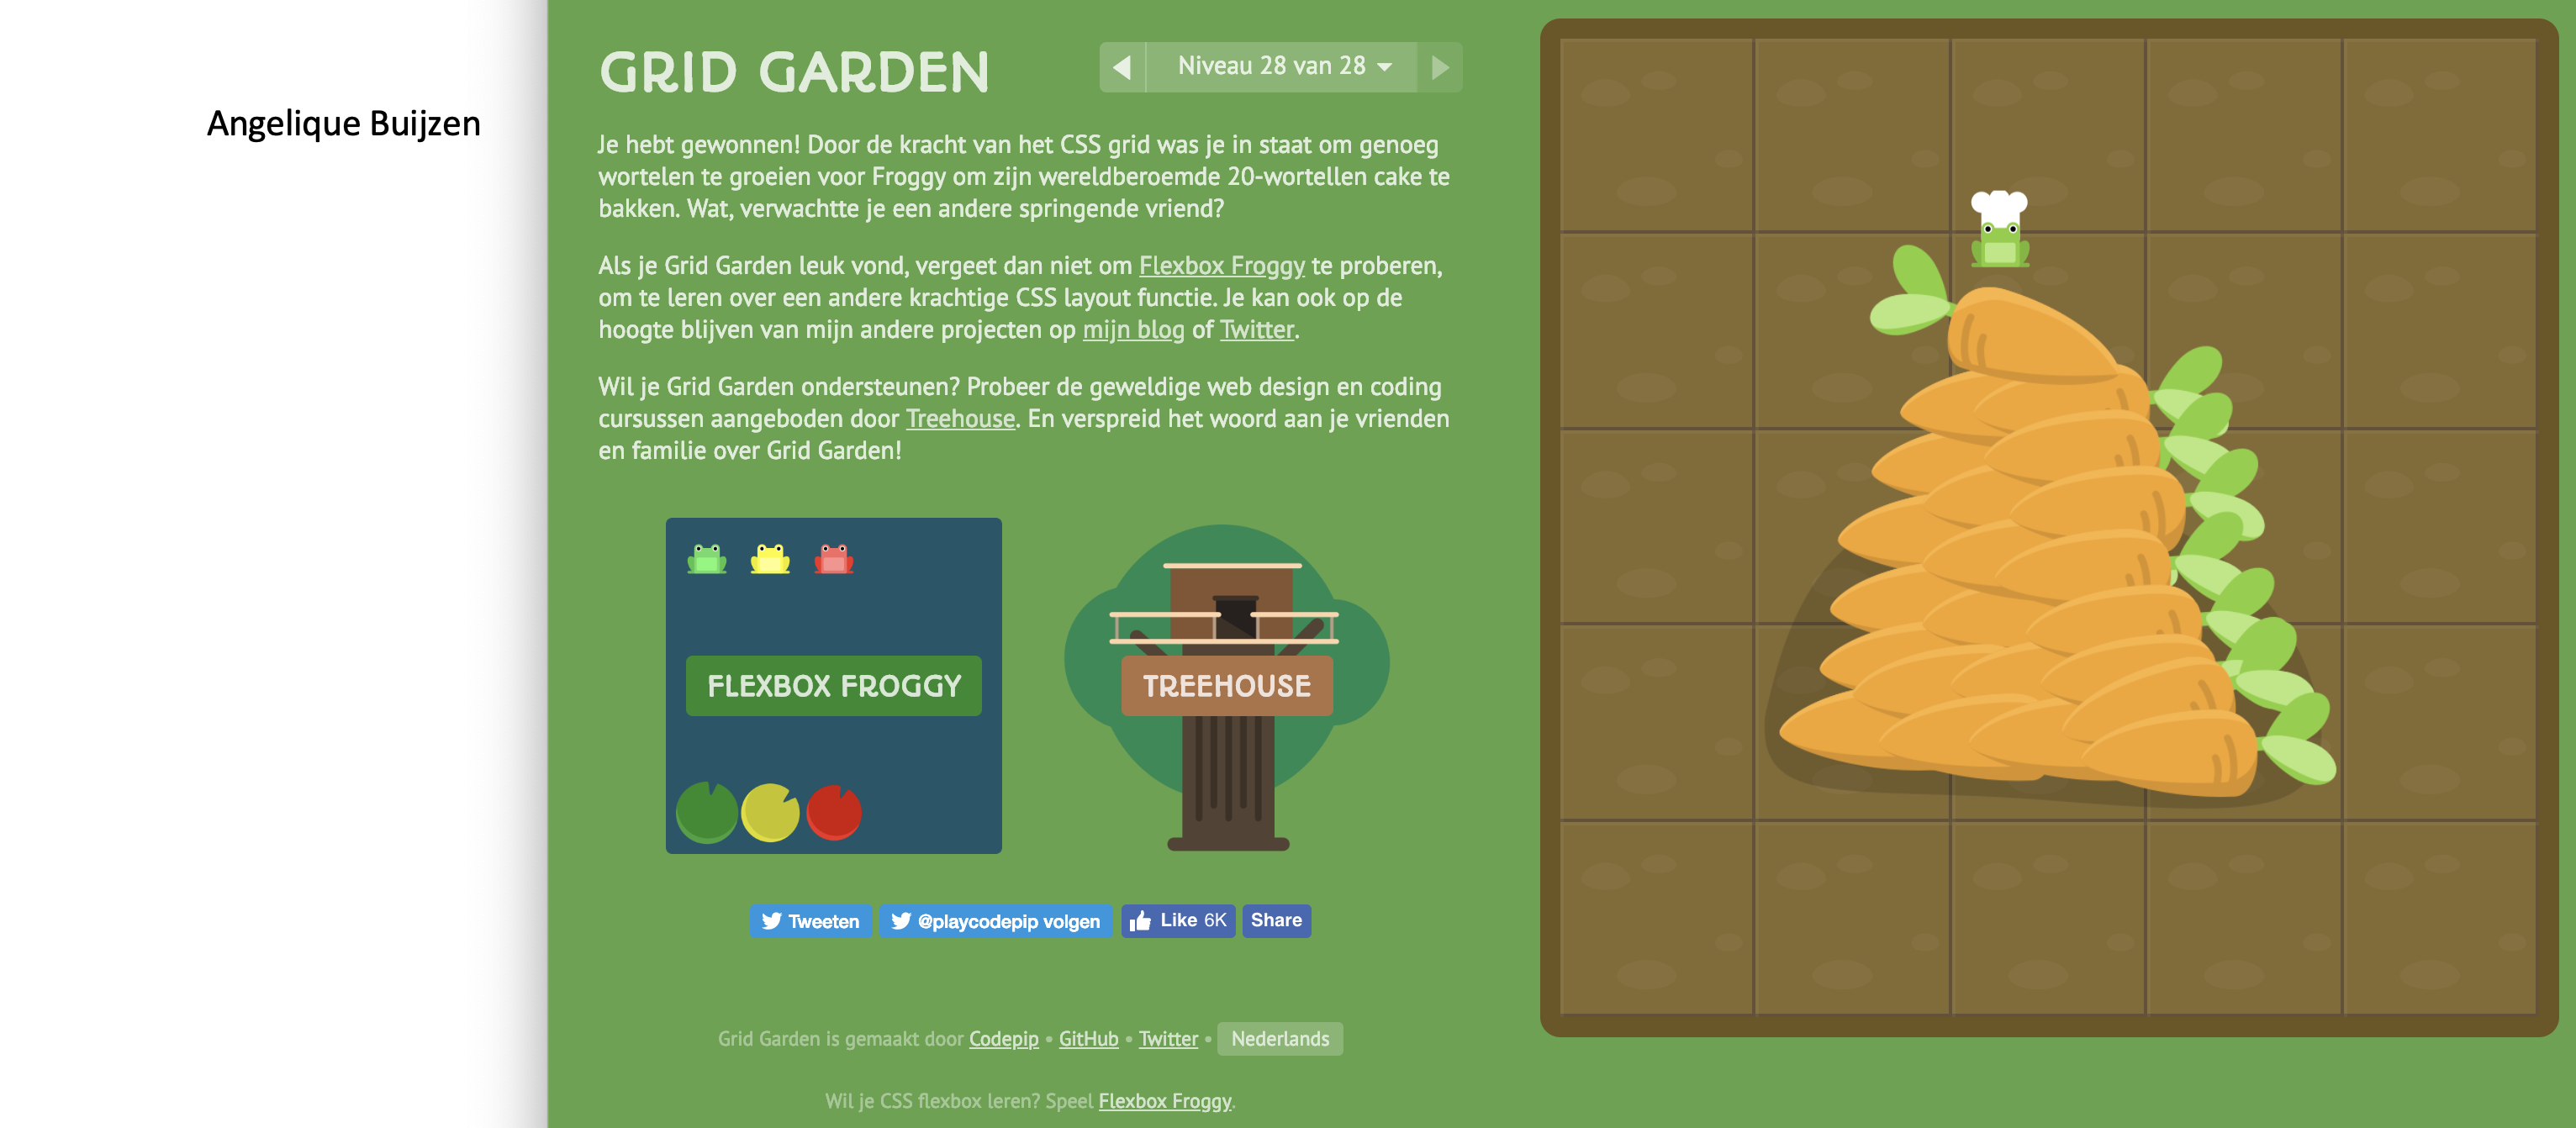 Angelique Buijzen
GRID GARDEN
Niveau 28 van 28
Je hebt gewonnen! Door de kracht van het CSS grid was je in staat om genoeg
wortelen te groeien voor Froggy om zijn wereldberoemde 20-wortellen cake te
bakken. Wat, verwachtte je een andere springende vriend?
Als je Grid Garden leuk vond, vergeet dan niet om Flexbox Froggy te proberen,
om te leren over een andere krachtige CSS layout functie. Je kan ook op de
hoogte blijven van mijn andere projecten op mijn blog of Twitter.
Wil je Grid Garden ondersteunen? Probeer de geweldige web design en coding
cursussen aangeboden door Treehouse. En verspreid het woord aan je vrienden
en familie over Grid Garden!
FLEXBOX FROGGY
TREEHOUSE
Tweeten
@playcodepip volgen
Like 6K
Share
Grid Garden is gemaakt door Codepip • GitHub • Twitter • Nederlands
Wil je CSS flexbox leren? Speel Flexbox Froggy.